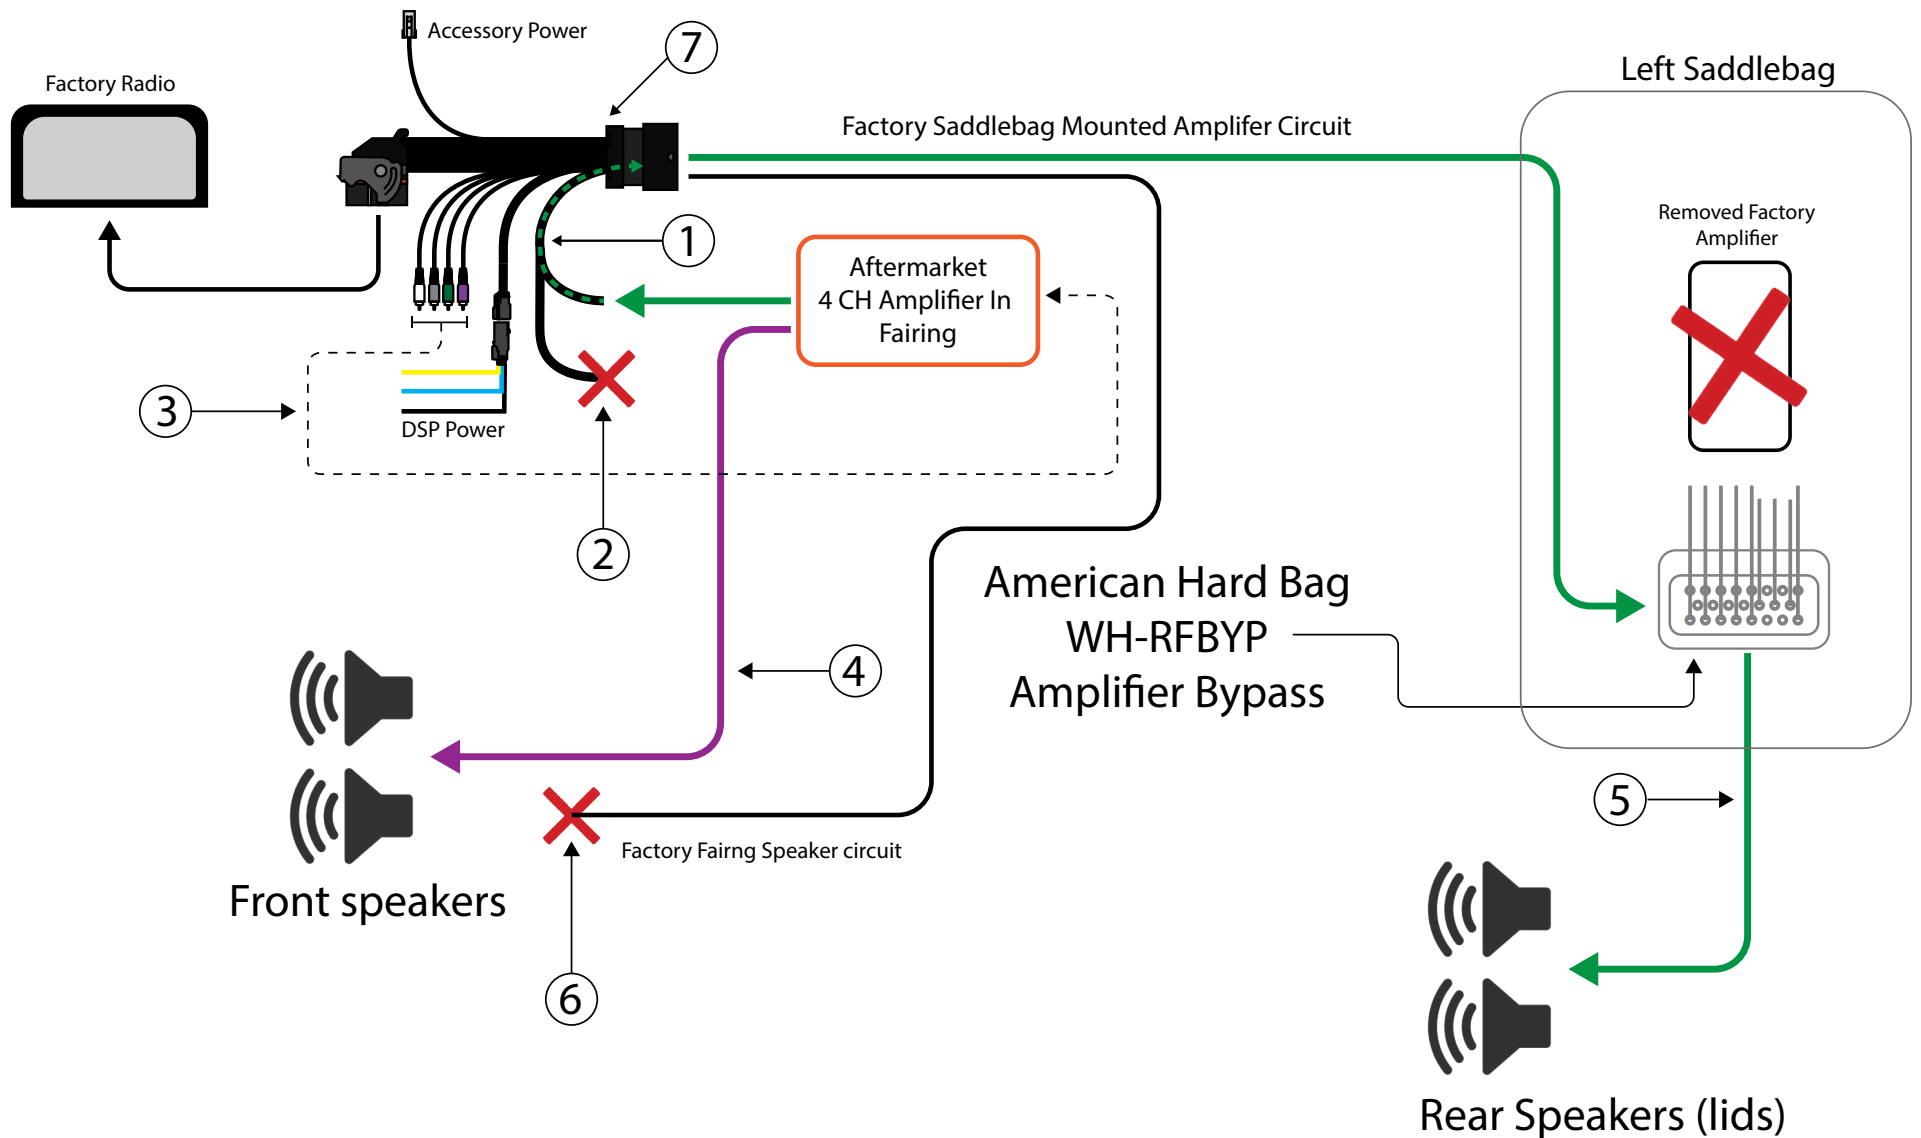 Accessory Power
7
Factory Radio
Left Saddlebag
Factory Saddlebag Mounted Amplifer Circuit
Removed Factory
Amplifier
1
Aftermarket
4 CH Amplifier In
Fairing
3
DSP Power
2
American Hard Bag
WH-RFBYP
Amplifier Bypass
4
5
Factory Fairng Speaker circuit
Front speakers
6
Rear Speakers (lids)